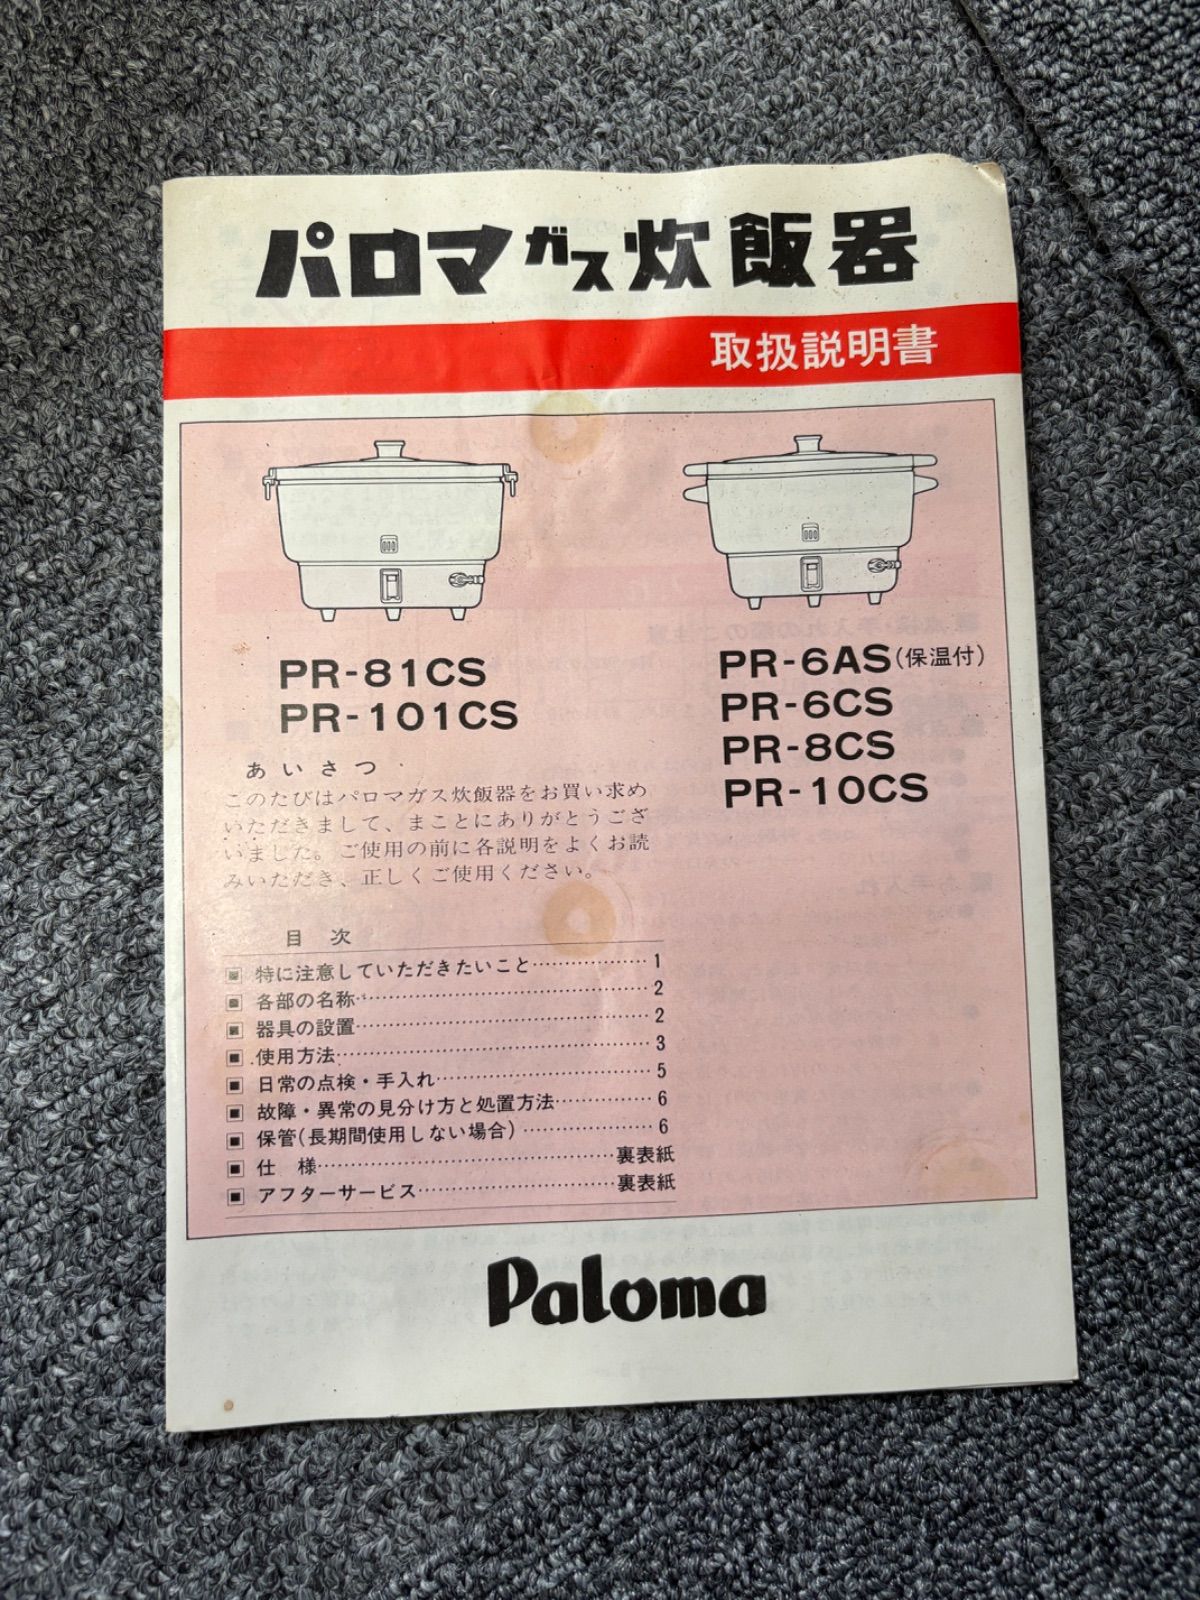 パロマガス炊飯器
取扱説明書
PR-81CS
PR-101CS
PR-6AS(保温付)
PR-6CS
PR-8CS
PR-10CS
あいさつ
このたびはパロマガス炊飯器をお買い求め
いただきまして、まことにありがとうござ
いました。ご使用の前に各説明をよくお読
みいただき、正しくご使用ください。
目次
■ 特に注意していただきたいこと………………1
■ 各部の名称………………2
■ 器具の設置………………2
■ 使用方法………………3
■ 日常の点検・手入れ………………5
■ 故障・異常の見分け方と処置方法…………6
■ 保管(長期間使用しない場合)………………6
■ 仕様………………裏表紙
■ アフターサービス………………裏表紙
Paloma